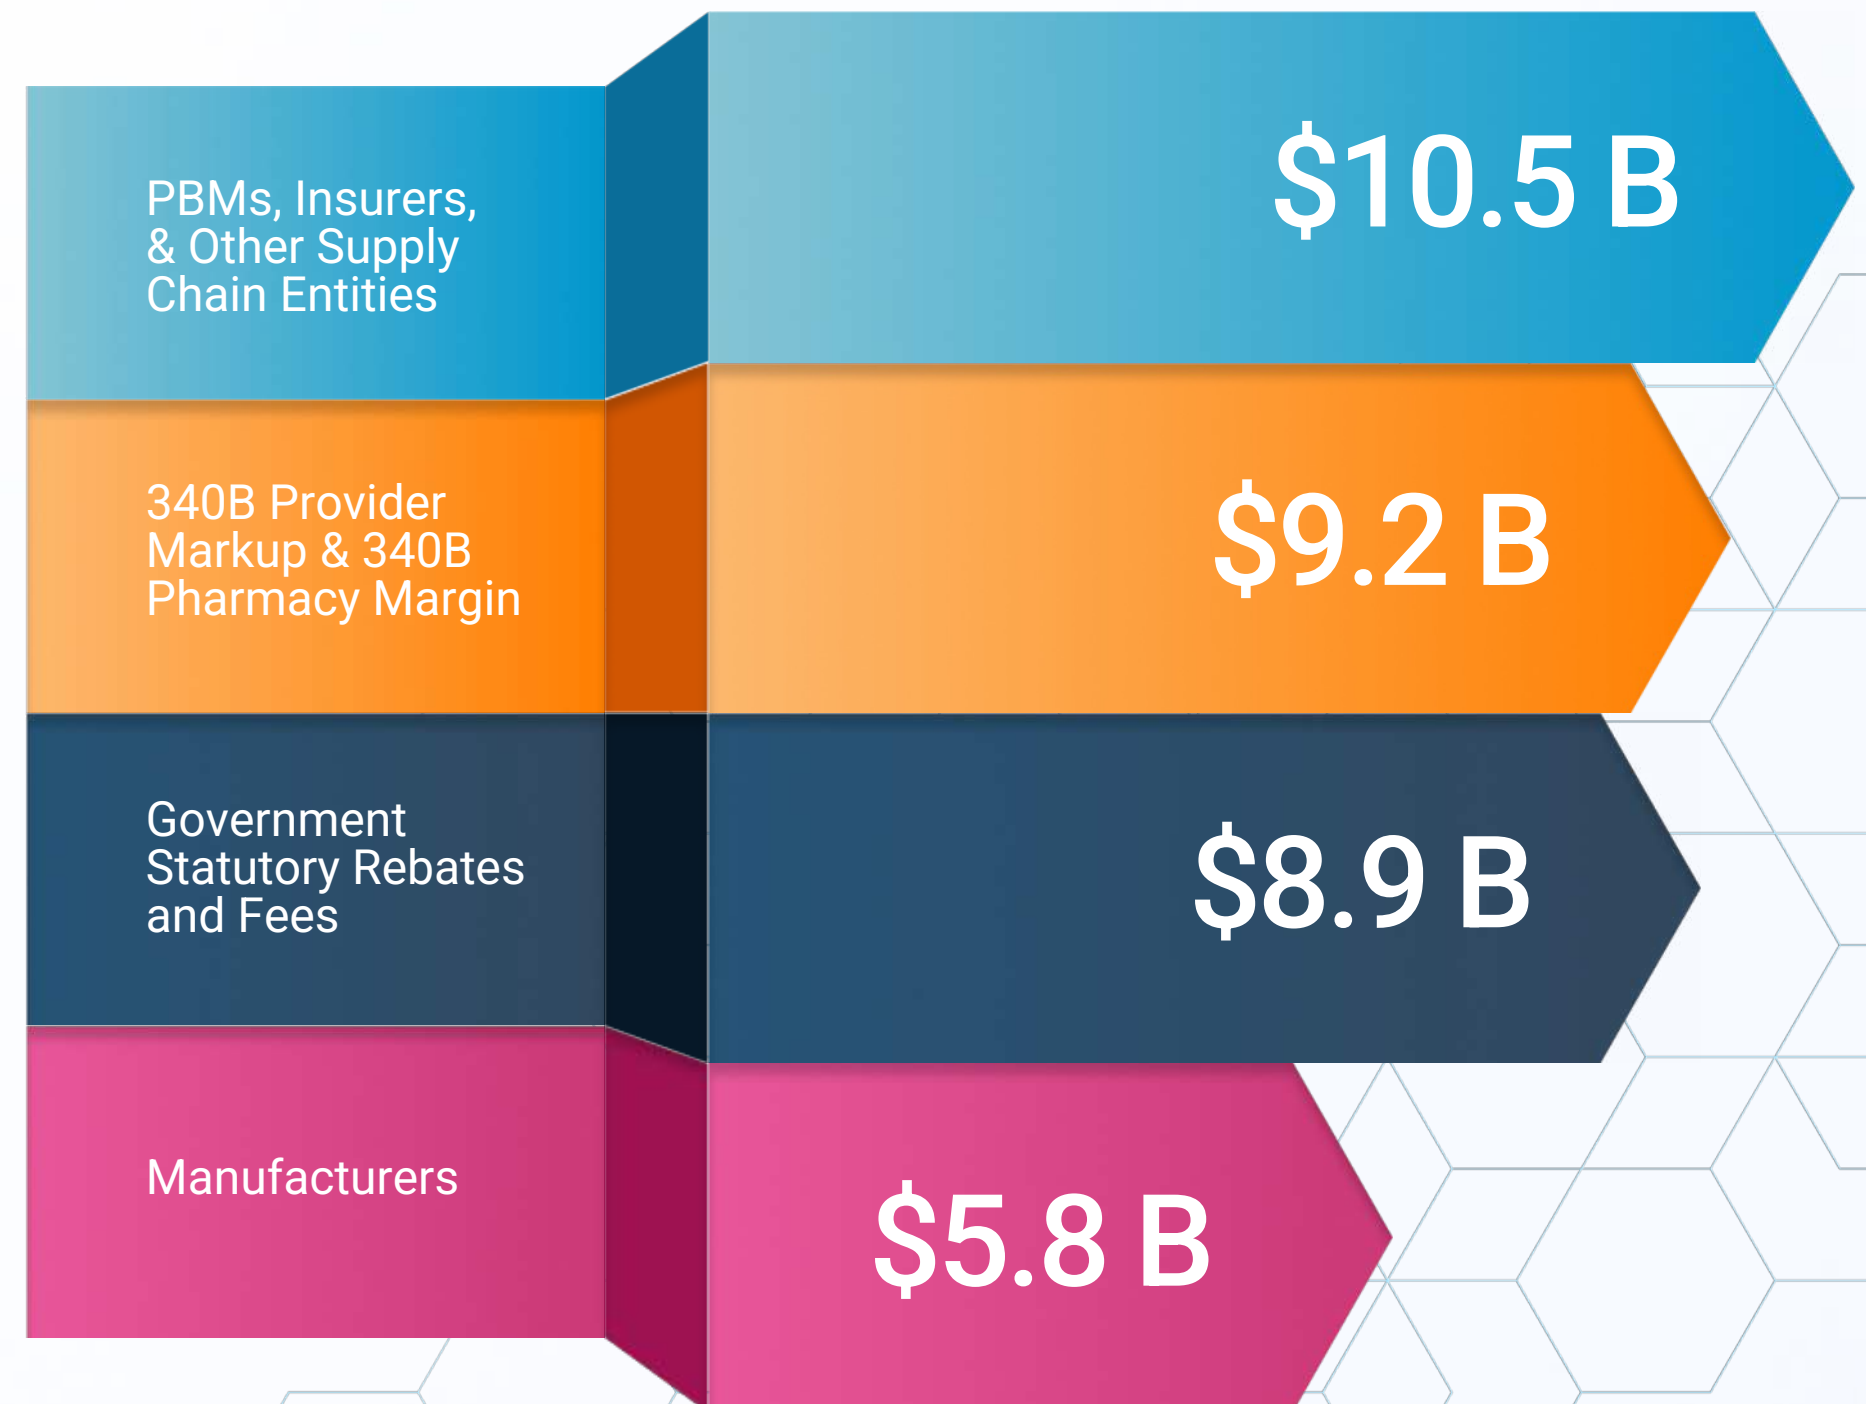 PBMs, Insurers,
& Other Supply
Chain Entities
$10.5 B
340B Provider
Markup & 340B
Pharmacy Margin
$9.2 B
Government
Statutory Rebates
and Fees
$8.9 B
Manufacturers
$5.8 B